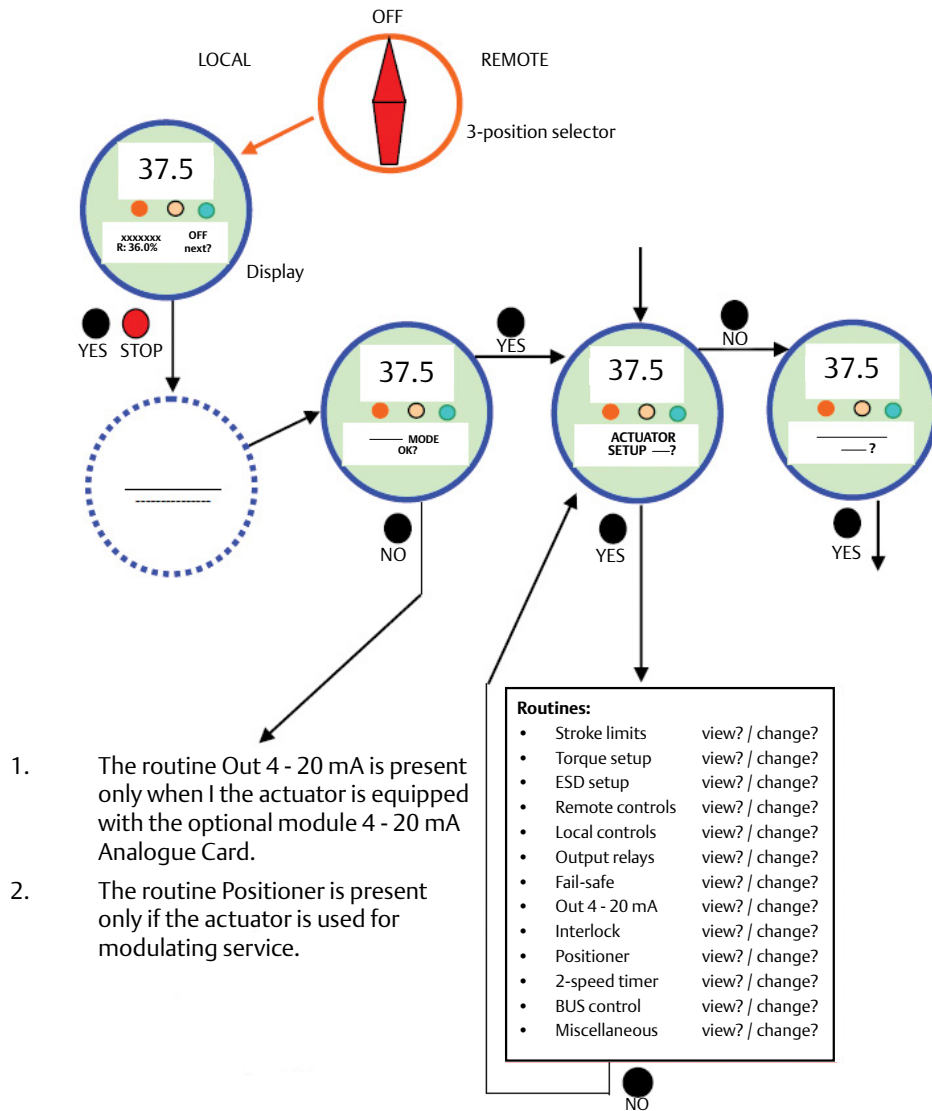 OFF
LOCAL
REMOTE
3-position selector
37.5
xxxxxxx OFF
R: 36.0% next?
Display
YES STOP
37.5
MODE
OK?
YES
NO
37.5
ACTUATOR
SETUP —?
YES
NO
37.5
— ?
YES
1. The routine Out 4 - 20 mA is present
only when I the actuator is equipped
with the optional module 4 - 20 mA
Analogue Card.
2. The routine Positioner is present
only if the actuator is used for
modulating service.
Routines:
• Stroke limits view? / change?
• Torque setup view? / change?
• ESD setup view? / change?
• Remote controls view? / change?
• Local controls view? / change?
• Output relays view? / change?
• Fail-safe view? / change?
• Out 4 - 20 mA view? / change?
• Interlock view? / change?
• Positioner view? / change?
• 2-speed timer view? / change?
• BUS control view? / change?
• Miscellaneous view? / change?
NO